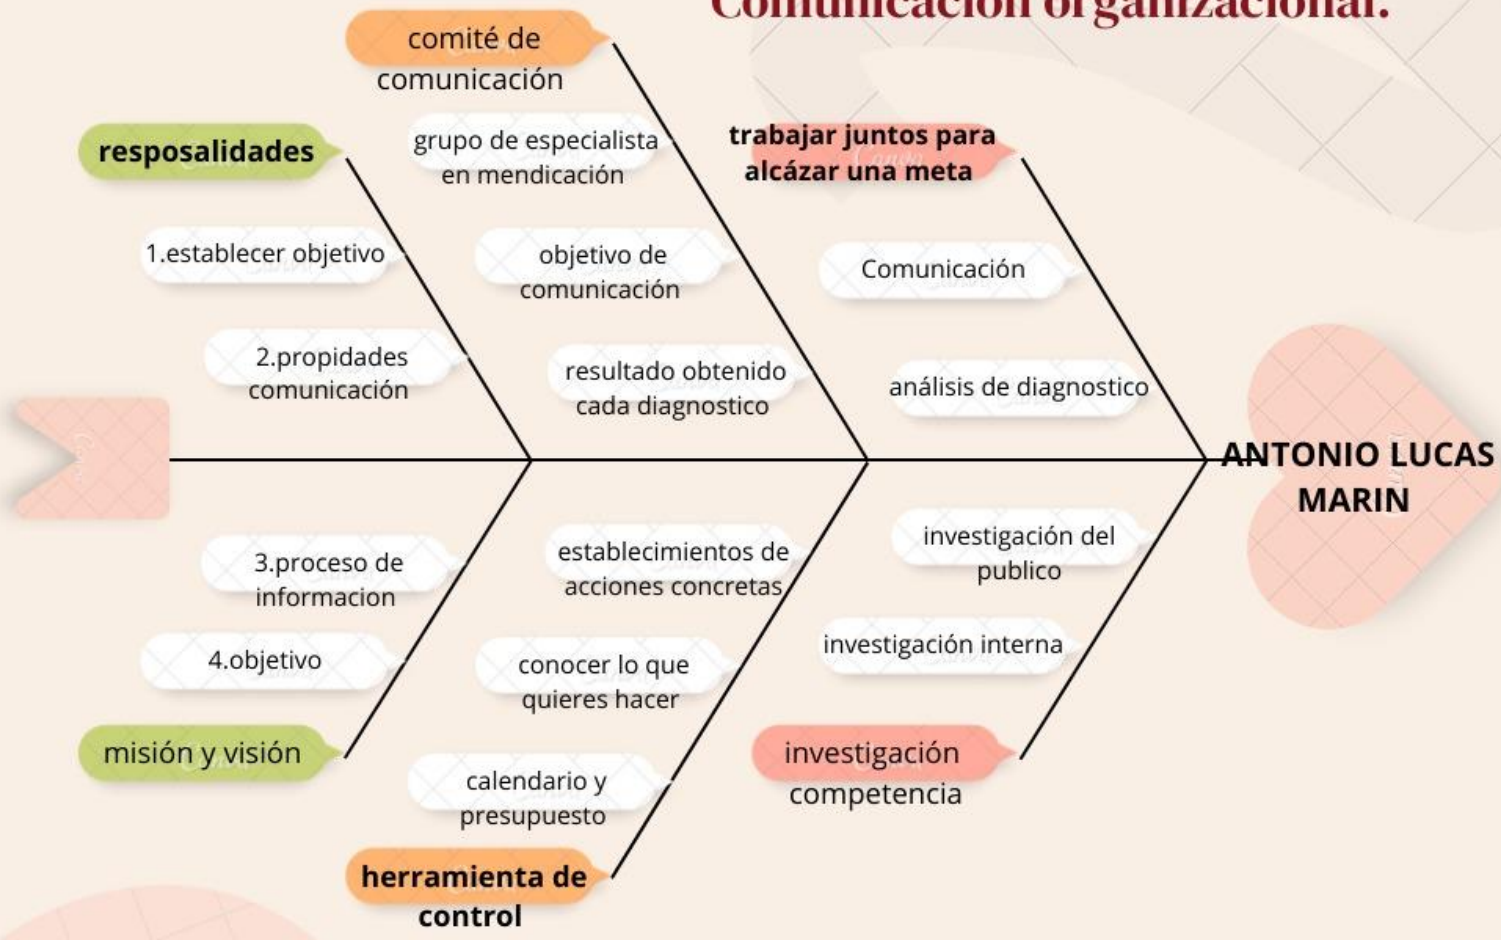 Comunicación organizacional.
comité de
comunicación
resposalidades
grupo de especialista
en mendicación
trabajar juntos para
alcázar una meta
1.establecer objetivo
objetivo de
comunicación
Comunicación
2.propidades
comunicación
resultado obtenido
cada diagnostico
análisis de diagnostico
ANTONIO LUCAS
MARIN
3.proceso de
informacion
establecimientos de
acciones concretas
investigación del
publico
4.objetivo
conocer lo que
quieres hacer
investigación interna
misión y visión
calendario y
presupuesto
investigación
competencia
herramienta de
control